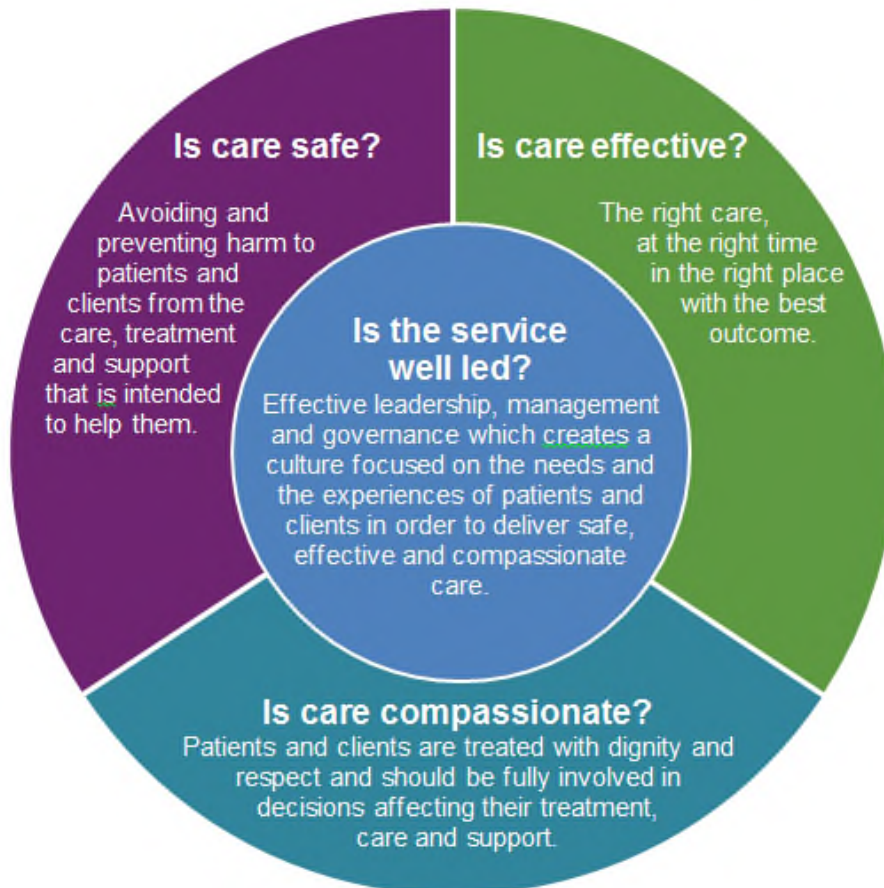 Is care safe?
Avoiding and
preventing harm to
patients and
clients from the
care, treatment
and support
that is intended
to help them.
Is care effective?
The right care,
at the right time
in the right place
with the best
outcome.
Is the service
well led?
Effective leadership, management
and governance which creates a
culture focused on the needs and
the experiences of patients and
clients in order to deliver safe,
effective and compassionate
care.
Is care compassionate?
Patients and clients are treated with dignity and
respect and should be fully involved in
decisions affecting their treatment,
care and support.